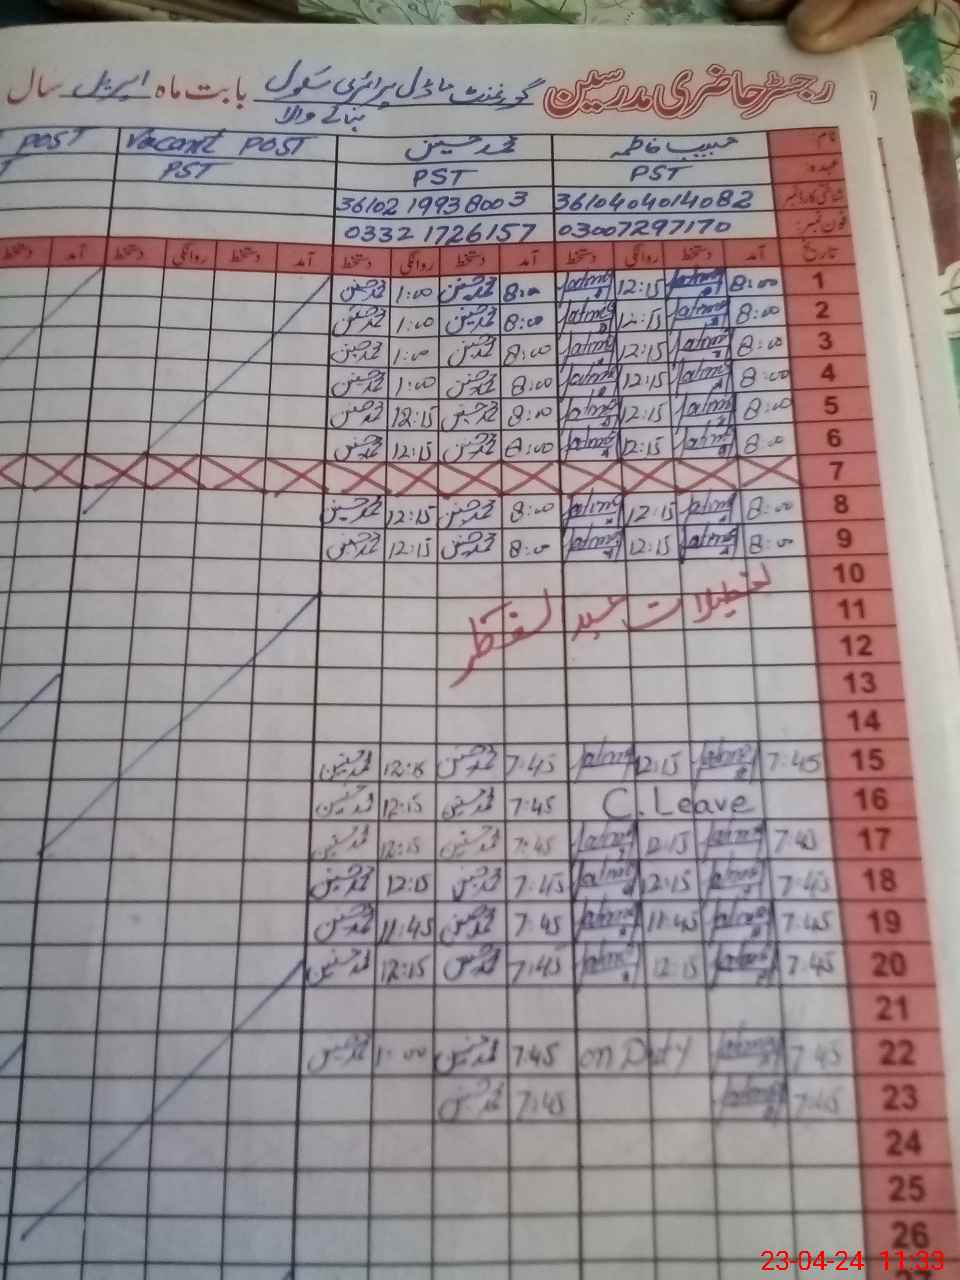 رجسٹر حاضری مدرسین گورنمنٹ ماڈل پرائمری سکول بابت ماہ اپریل سال
نام حبیب فاطمہ محمد حسین Vacant POST POST
عہدہ PST PST PST
شناختی کارڈ نمبر 3610404014082 3610219938003
فون نمبر: 03007297170 03321726157
تاریخ آمد دستخط روانگی دستخط آمد دستخط روانگی دستخط آمد دستخط روانگی دستخط آمد دستخط
1 8:00 12:15 8:00 محمد حسین 1:00 محمد حسین
2 8:00 12:15 8:00 محمد حسین 1:00 محمد حسین
3 8:00 12:15 8:00 محمد حسین 1:00 محمد حسین
4 8:00 12:15 8:00 محمد حسین 1:00 محمد حسین
5 8:00 12:15 8:00 محمد حسین 12:15 محمد حسین
6 8:00 12:15 8:00 محمد حسین 12:15 محمد حسین
7
8 8:00 12:15 8:00 محمد حسین 12:15 محمد حسین
9 8:00 12:15 8:00 محمد حسین 12:15 محمد حسین
10
11 تعطیلات عید الفطر
12
13
14
15 7:45 12:15 7:45 محمد حسین 12:15 محمد حسین
16 C. Leave 7:45 محمد حسین 12:15 محمد حسین
17 7:45 12:15 7:45 محمد حسین 12:15 محمد حسین
18 7:45 12:15 7:45 محمد حسین 12:15 محمد حسین
19 7:45 11:45 7:45 محمد حسین 11:45 محمد حسین
20 7:45 12:15 7:45 محمد حسین 12:15 محمد حسین
21
22 7:45 on Duty 7:45 محمد حسین 1:00 محمد حسین
23 7:45 7:45 محمد حسین
24
25
26
23-04-24 11:33